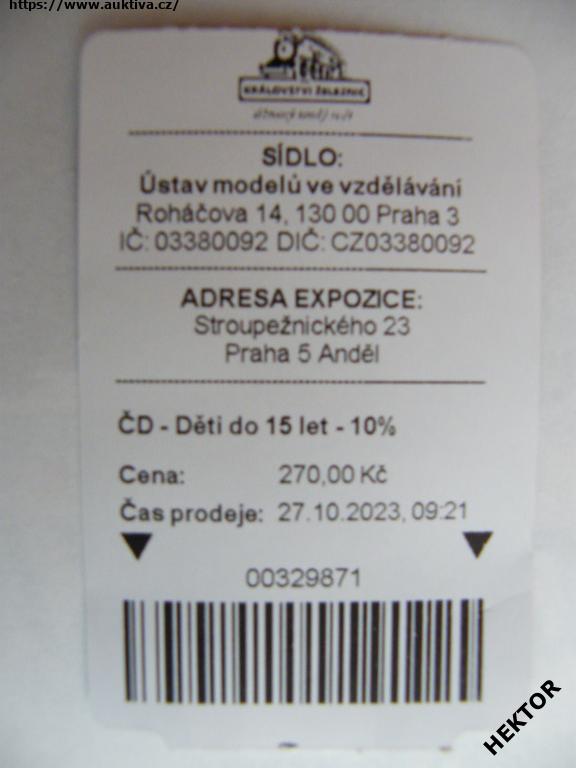 https://www.auktiva.cz/
KRÁLOVSTVÍ ŽELEZNIC
SÍDLO:
Ústav modelů ve vzdělávání
Roháčova 14, 130 00 Praha 3
IČ: 03380092 DIČ: CZ03380092
ADRESA EXPOZICE:
Stroupežnického 23
Praha 5 Anděl
ČD - Děti do 15 let - 10%
Cena: 270,00 Kč
Čas prodeje: 27.10.2023, 09:21
00329871
HEKTOR